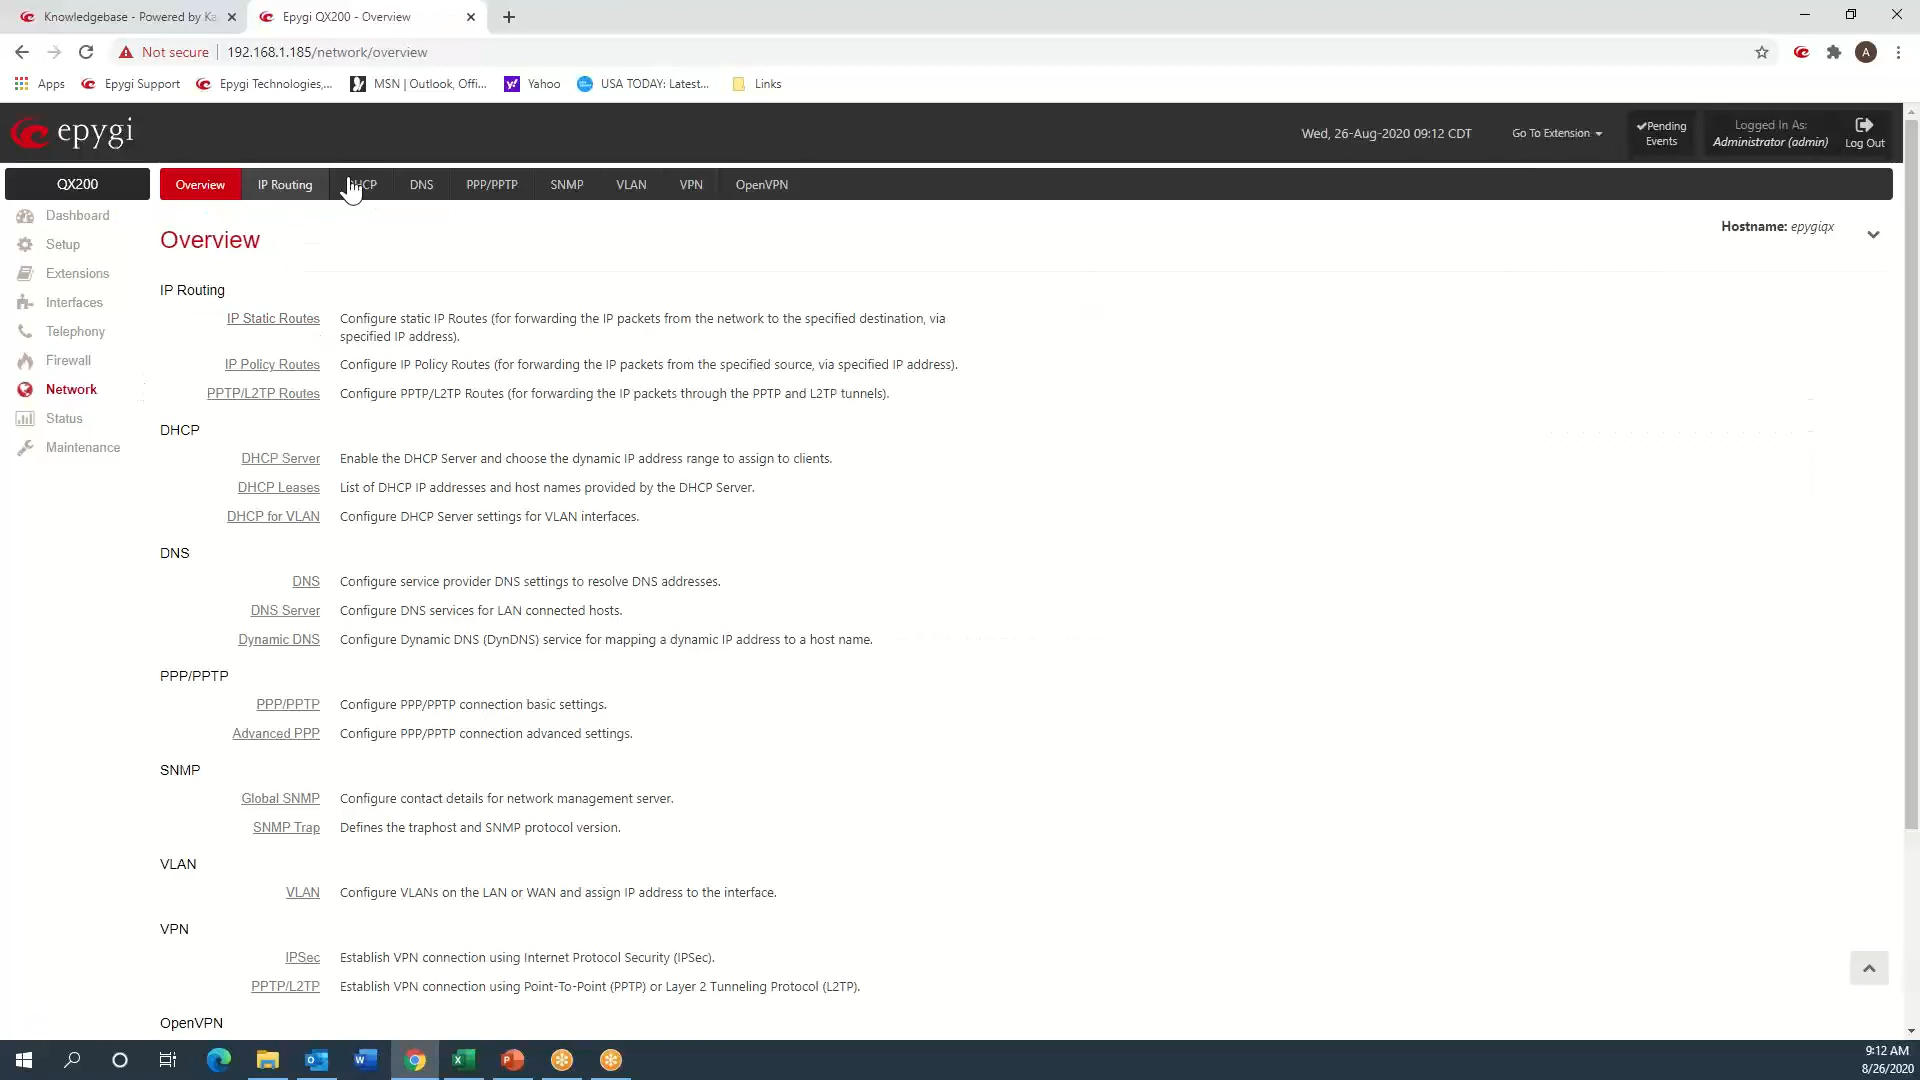 Knowledgebase - Powered by Ka
Epygi QX200 - Overview
Not secure
192.168.1.185/network/overview
A
Apps
Epygi Support
Epygi Technologies,...
MSN | Outlook, Offi...
Yahoo
USA TODAY: Latest...
Links
epygi
Wed, 26-Aug-2020 09:12 CDT
Go To Extension
Pending
Events
Logged In As:
Administrator (admin)
Log Out
QX200
Overview
IP Routing
DNS
PPP/PPTP
SNMP
VLAN
VPN
OpenVPN
Dashboard
Setup
Extensions
Interfaces
Telephony
Firewall
Network
Status
Maintenance
Overview
Hostname: epygiqx
IP Routing
IP Static Routes Configure static IP Routes (for forwarding the IP packets from the network to the specified destination, via
specified IP address).
IP Policy Routes Configure IP Policy Routes (for forwarding the IP packets from the specified source, via specified IP address).
PPTP/L2TP Routes Configure PPTP/L2TP Routes (for forwarding the IP packets through the PPTP and L2TP tunnels).
DHCP
DHCP Server Enable the DHCP Server and choose the dynamic IP address range to assign to clients.
DHCP Leases List of DHCP IP addresses and host names provided by the DHCP Server.
DHCP for VLAN Configure DHCP Server settings for VLAN interfaces.
DNS
DNS Configure service provider DNS settings to resolve DNS addresses.
DNS Server Configure DNS services for LAN connected hosts.
Dynamic DNS Configure Dynamic DNS (DynDNS) service for mapping a dynamic IP address to a host name.
PPP/PPTP
PPP/PPTP Configure PPP/PPTP connection basic settings.
Advanced PPP Configure PPP/PPTP connection advanced settings.
SNMP
Global SNMP Configure contact details for network management server.
SNMP Trap Defines the traphost and SNMP protocol version.
VLAN
VLAN Configure VLANs on the LAN or WAN and assign IP address to the interface.
VPN
IPSec Establish VPN connection using Internet Protocol Security (IPSec).
PPTP/L2TP Establish VPN connection using Point-To-Point (PPTP) or Layer 2 Tunneling Protocol (L2TP).
OpenVPN
9:12 AM
8/26/2020